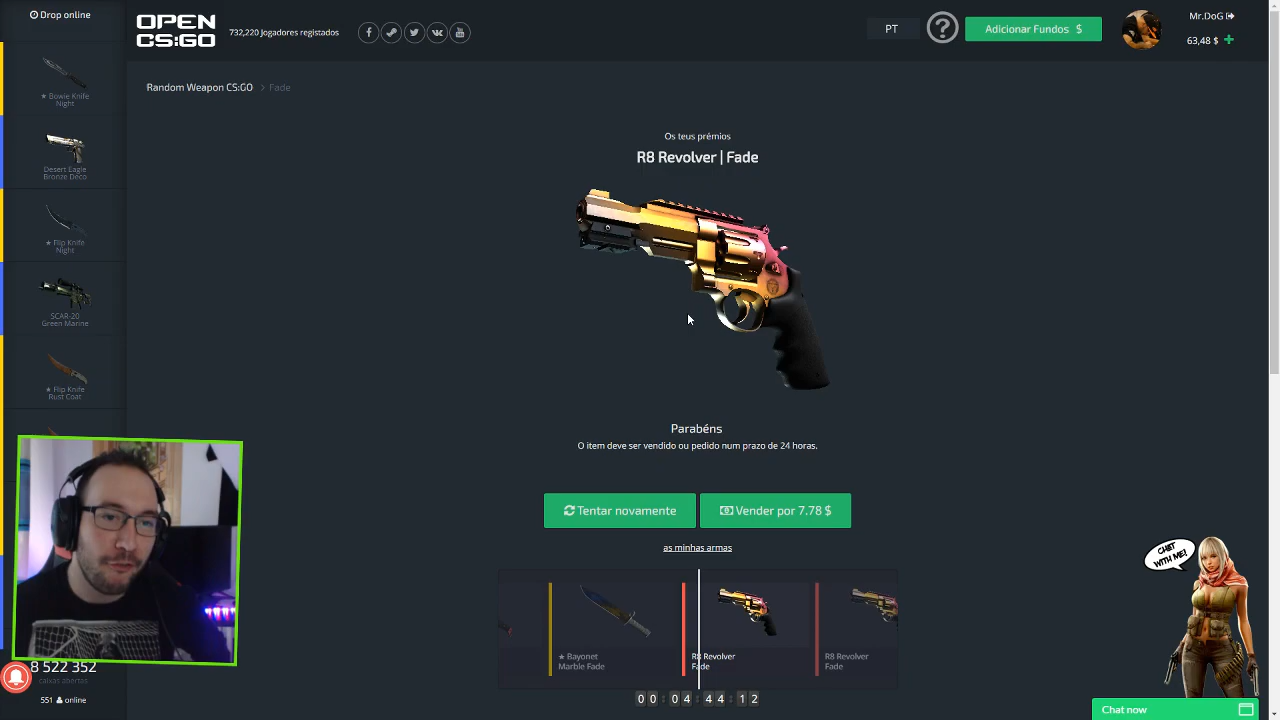 Drop online
OPEN
CS:GO
732,220 Jogadores registados
PT
?
Adicionar Fundos $
Mr.DoG
63,48 $
Random Weapon CS:GO > Fade
★ Bowie Knife
Night
Desert Eagle
Bronze Deco
★ Flip Knife
Night
SCAR-20
Green Marine
★ Flip Knife
Rust Coat
Os teus prémios
R8 Revolver | Fade
Parabéns
O item deve ser vendido ou pedido num prazo de 24 horas.
Tentar novamente
Vender por 7.78 $
as minhas armas
★ Bayonet
Marble Fade
R8 Revolver
Fade
R8 Revolver
Fade
00:04:44:12
8 522 352
caixas abertas
551 online
CHAT
WITH ME!
Chat now